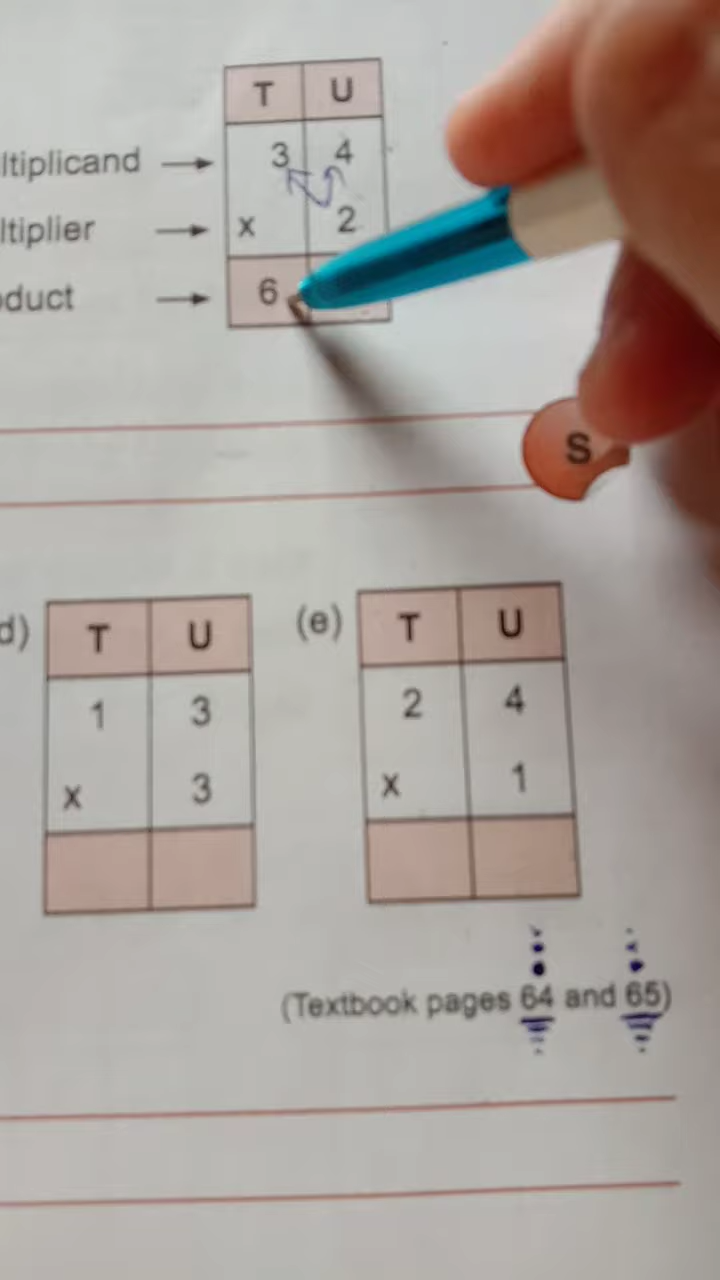 T U
ltiplicand → 3 4
ltiplier → x 2
oduct → 6
S
d) T U (e) T U
1 3 2 4
x 3 x 1
(Textbook pages 64 and 65)